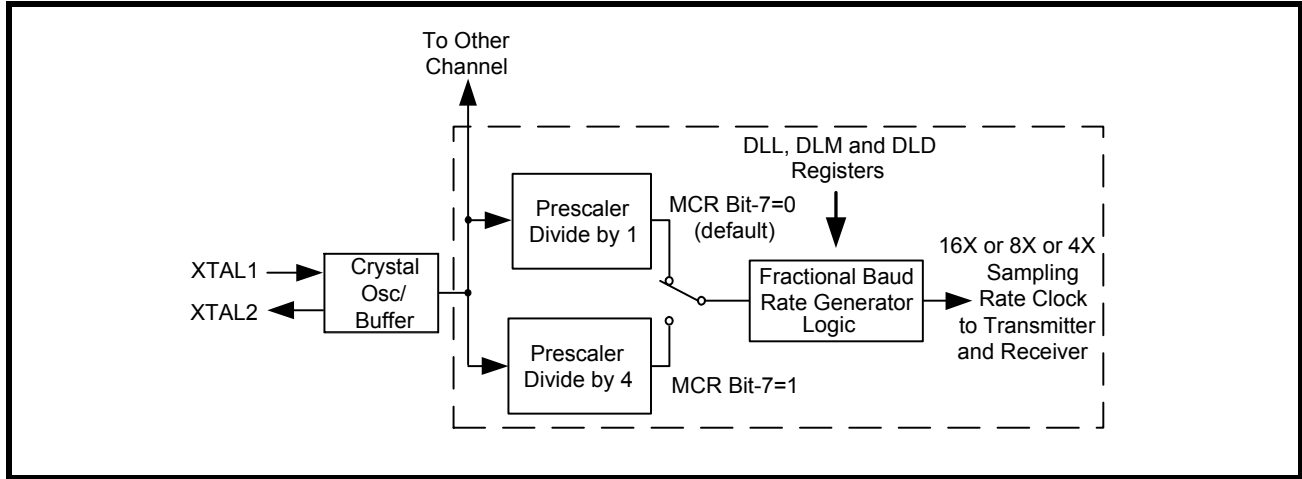 To Other
Channel
DLL, DLM and DLD
Registers
Prescaler
Divide by 1
MCR Bit-7=0
(default)
16X or 8X or 4X
Sampling
Rate Clock
to Transmitter
and Receiver
XTAL1
XTAL2
Crystal
Osc/
Buffer
Fractional Baud
Rate Generator
Logic
Prescaler
Divide by 4
MCR Bit-7=1